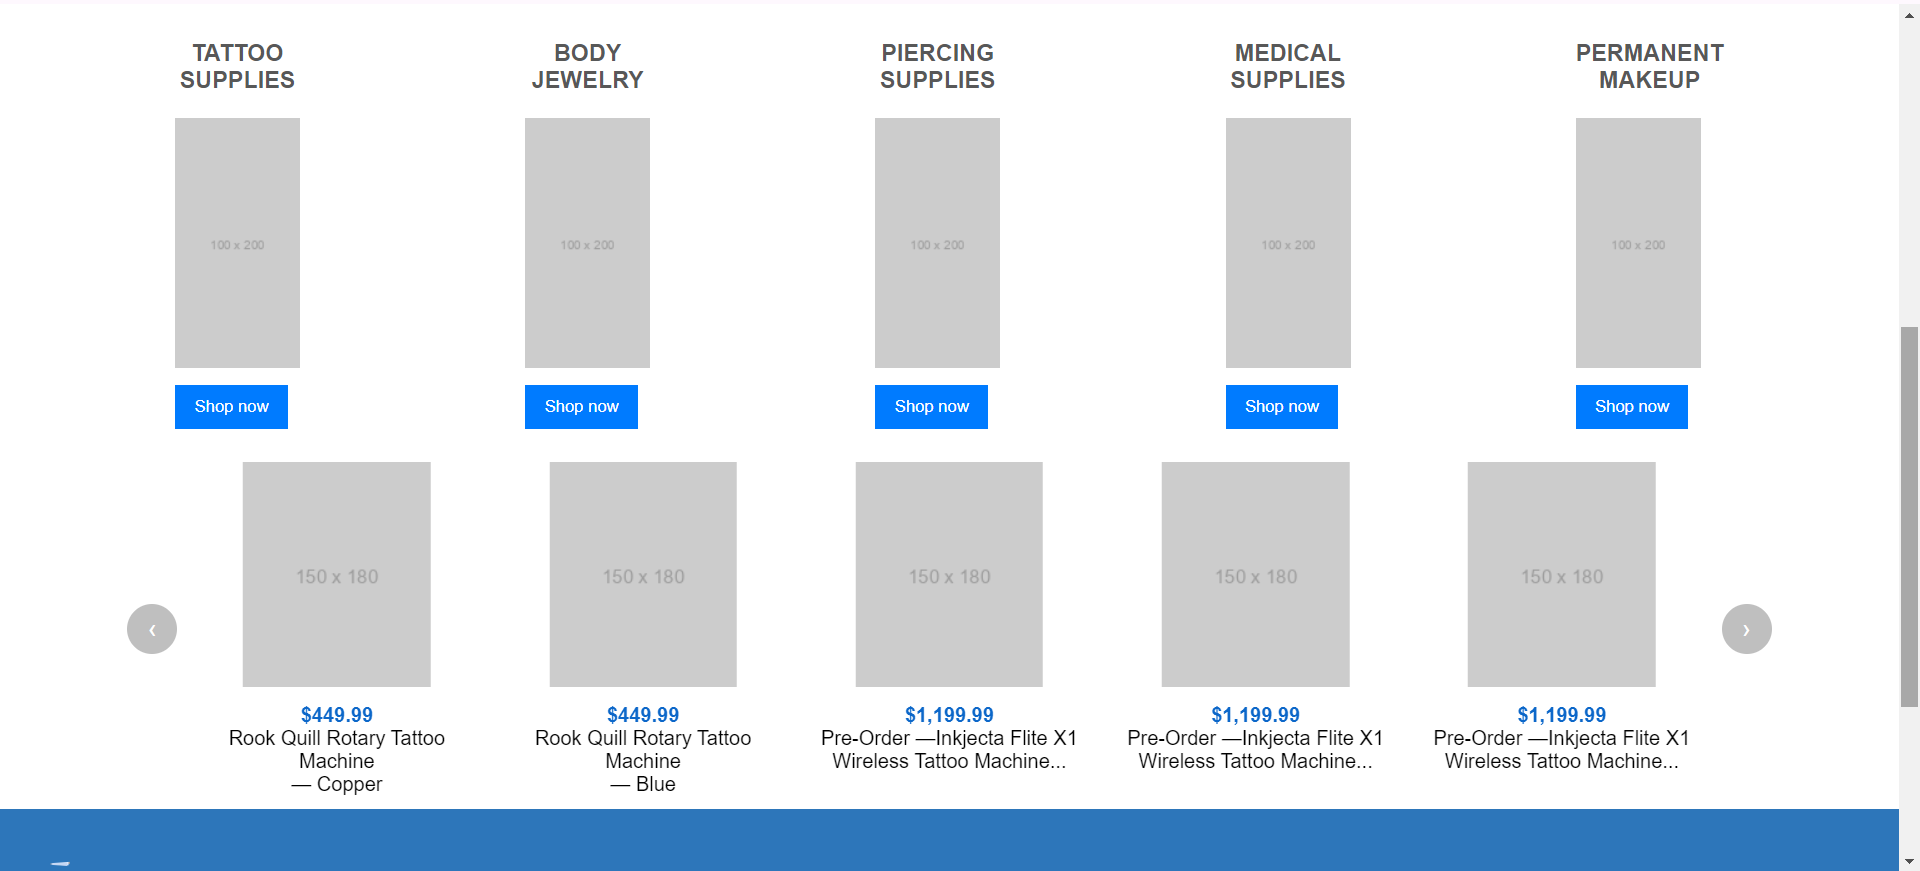 TATTOO
SUPPLIES
BODY
JEWELRY
PIERCING
SUPPLIES
MEDICAL
SUPPLIES
PERMANENT
MAKEUP
100 x 200
100 x 200
100 x 200
100 x 200
100 x 200
Shop now
Shop now
Shop now
Shop now
Shop now
150 x 180
150 x 180
150 x 180
150 x 180
150 x 180
‹
›
$449.99
Rook Quill Rotary Tattoo
Machine
— Copper
$449.99
Rook Quill Rotary Tattoo
Machine
— Blue
$1,199.99
Pre-Order —Inkjecta Flite X1
Wireless Tattoo Machine...
$1,199.99
Pre-Order —Inkjecta Flite X1
Wireless Tattoo Machine...
$1,199.99
Pre-Order —Inkjecta Flite X1
Wireless Tattoo Machine...